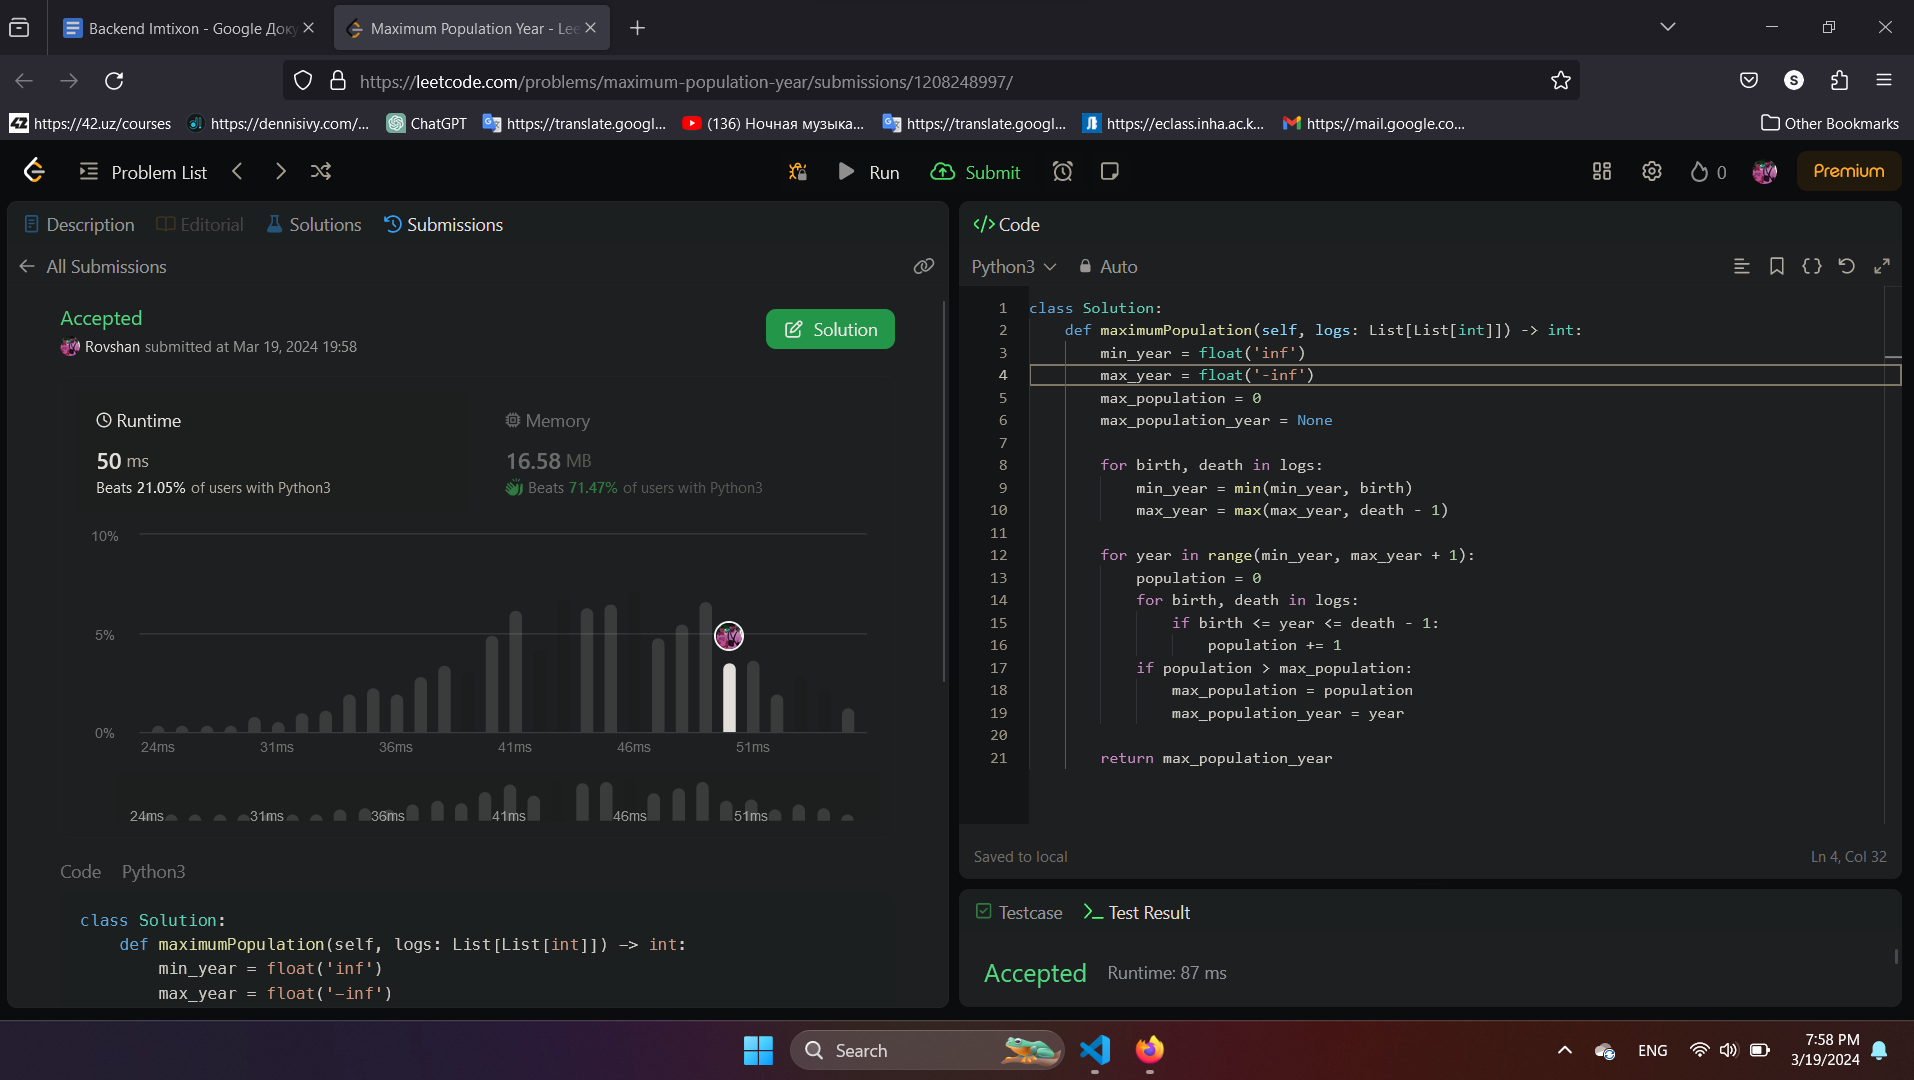 Backend Imtixon - Google Доку
Maximum Population Year - Lee
https://leetcode.com/problems/maximum-population-year/submissions/1208248997/
S
https://42.uz/courses
https://dennisivy.com/...
ChatGPT
https://translate.googl...
(136) Ночная музыка...
https://translate.googl...
https://eclass.inha.ac.k...
https://mail.google.co...
Other Bookmarks
Problem List
Run
Submit
0
Premium
Description
Editorial
Solutions
Submissions
All Submissions
Accepted
Rovshan submitted at Mar 19, 2024 19:58
Solution
Runtime
50 ms
Beats 21.05% of users with Python3
Memory
16.58 MB
Beats 71.47% of users with Python3
10%
5%
0%
24ms 31ms 36ms 41ms 46ms 51ms
24ms 31ms 36ms 41ms 46ms 51ms
Code Python3
class Solution:
    def maximumPopulation(self, logs: List[List[int]]) -> int:
        min_year = float('inf')
        max_year = float('-inf')
Code
Python3
Auto
1 class Solution:
2     def maximumPopulation(self, logs: List[List[int]]) -> int:
3         min_year = float('inf')
4         max_year = float('-inf')
5         max_population = 0
6         max_population_year = None
7
8         for birth, death in logs:
9             min_year = min(min_year, birth)
10             max_year = max(max_year, death - 1)
11
12         for year in range(min_year, max_year + 1):
13             population = 0
14             for birth, death in logs:
15                 if birth <= year <= death - 1:
16                     population += 1
17             if population > max_population:
18                 max_population = population
19                 max_population_year = year
20
21         return max_population_year
Saved to local
Ln 4, Col 32
Testcase
Test Result
Accepted
Runtime: 87 ms
Search
ENG
7:58 PM
3/19/2024